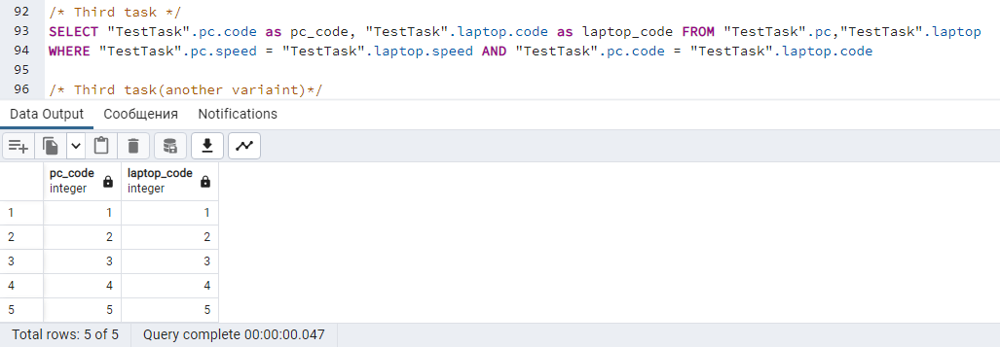 92 /* Third task */
93 SELECT "TestTask".pc.code as pc_code, "TestTask".laptop.code as laptop_code FROM "TestTask".pc,"TestTask".laptop
94 WHERE "TestTask".pc.speed = "TestTask".laptop.speed AND "TestTask".pc.code = "TestTask".laptop.code
95
96 /* Third task(another variaint)*/
Data Output Сообщения Notifications
pc_code laptop_code
integer integer
1 1 1
2 2 2
3 3 3
4 4 4
5 5 5
Total rows: 5 of 5 Query complete 00:00:00.047